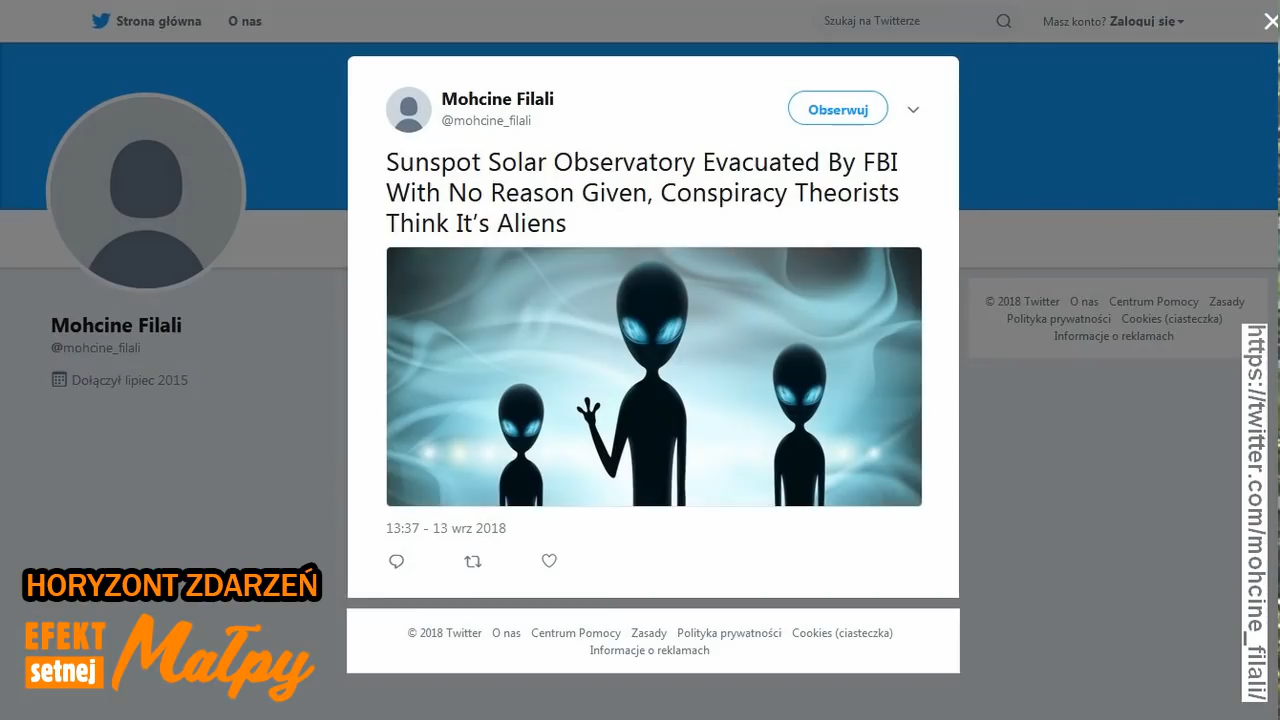 Strona główna
O nas
Szukaj na Twitterze
Masz konto? Zaloguj się
Mohcine Filali
@mohcine_filali
Obserwuj
Sunspot Solar Observatory Evacuated By FBI
With No Reason Given, Conspiracy Theorists
Think It's Aliens
13:37 - 13 wrz 2018
© 2018 Twitter O nas Centrum Pomocy Zasady Polityka prywatności Cookies (ciasteczka)
Informacje o reklamach
Mohcine Filali
@mohcine_filali
Dołączył lipiec 2015
© 2018 Twitter O nas Centrum Pomocy Zasady
Polityka prywatności Cookies (ciasteczka)
Informacje o reklamach
https://twitter.com/mohcine_filali/
HORYZONT ZDARZEŃ
EFEKT
setnej
Małpy